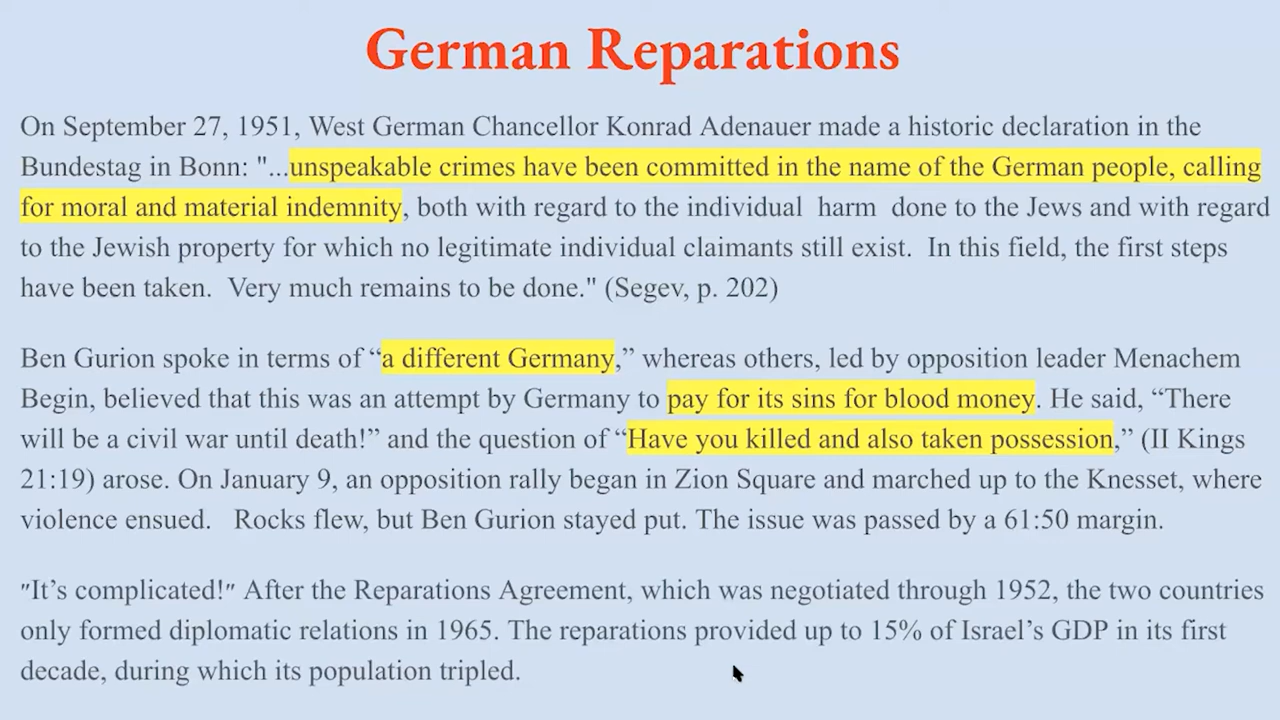 German Reparations
On September 27, 1951, West German Chancellor Konrad Adenauer made a historic declaration in the
Bundestag in Bonn: "...unspeakable crimes have been committed in the name of the German people, calling
for moral and material indemnity, both with regard to the individual  harm  done to the Jews and with regard
to the Jewish property for which no legitimate individual claimants still exist.  In this field, the first steps
have been taken.  Very much remains to be done." (Segev, p. 202)
Ben Gurion spoke in terms of “a different Germany,” whereas others, led by opposition leader Menachem
Begin, believed that this was an attempt by Germany to pay for its sins for blood money. He said, “There
will be a civil war until death!” and the question of “Have you killed and also taken possession,” (II Kings
21:19) arose. On January 9, an opposition rally began in Zion Square and marched up to the Knesset, where
violence ensued.   Rocks flew, but Ben Gurion stayed put. The issue was passed by a 61:50 margin.
"It’s complicated!" After the Reparations Agreement, which was negotiated through 1952, the two countries
only formed diplomatic relations in 1965. The reparations provided up to 15% of Israel’s GDP in its first
decade, during which its population tripled.